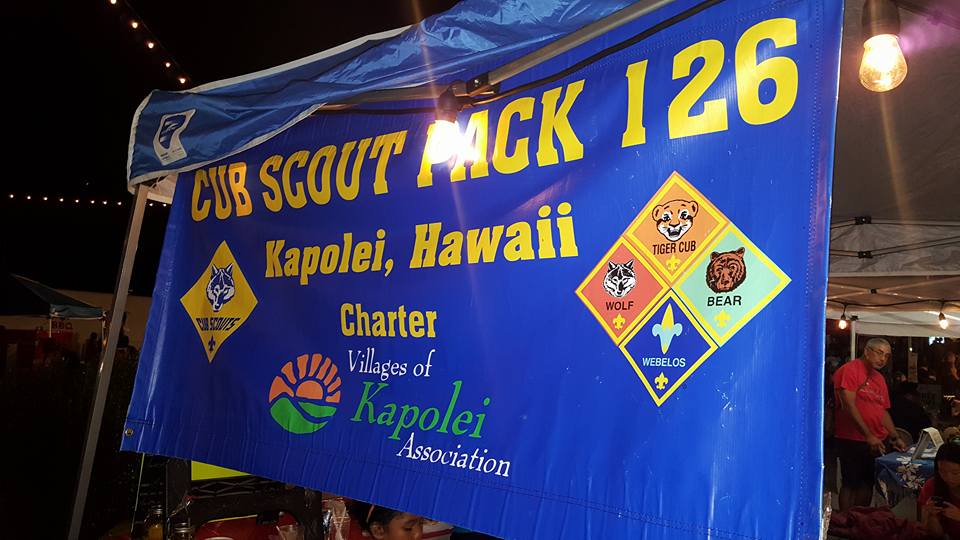 CUB SCOUT PACK 126
Kapolei, Hawaii
CUB SCOUTS
Charter
Villages of
Kapolei
Association
TIGER CUB
WOLF
BEAR
WEBELOS